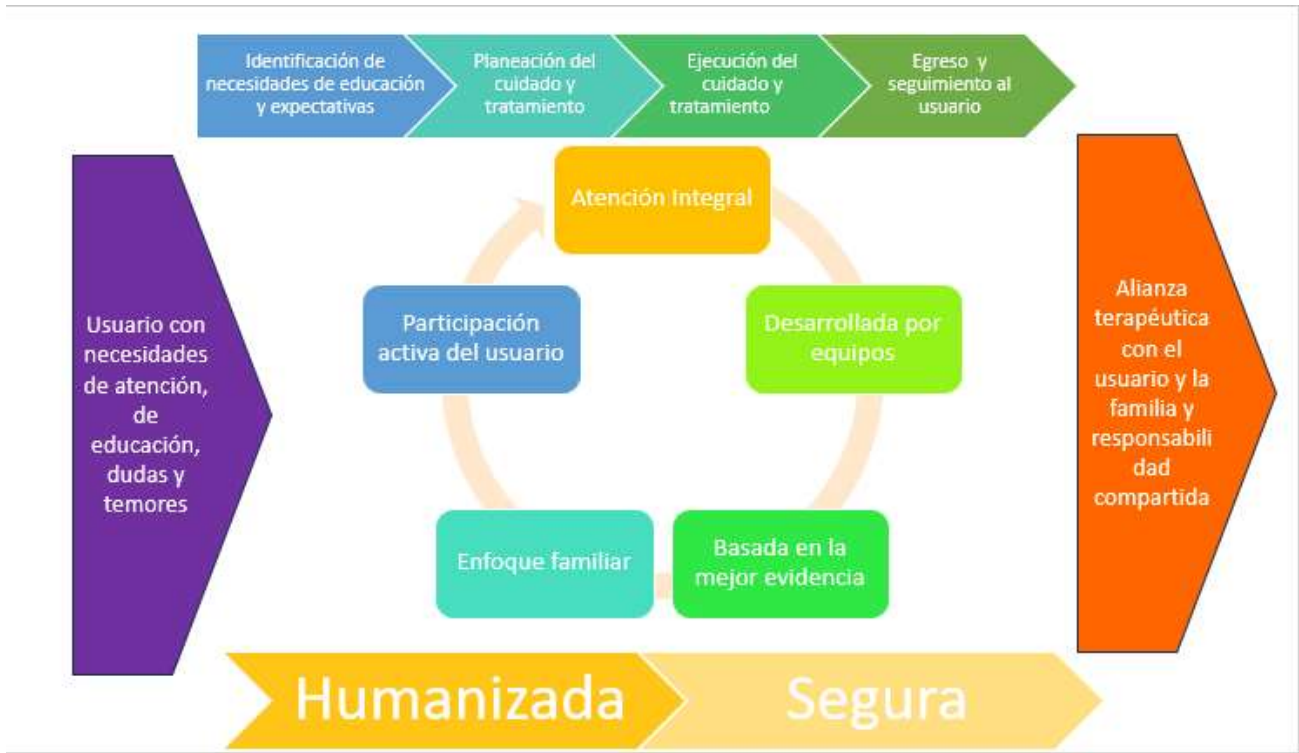 Identificación de
necesidades de educación
y expectativas
Planeación del
cuidado y
tratamiento
Ejecución del
cuidado y
tratamiento
Egreso y
seguimiento al
usuario
Usuario con
necesidades
de atención,
de
educación,
dudas y
temores
Atención Integral
Desarrollada por
equipos
Basada en la
mejor evidencia
Enfoque familiar
Participación
activa del usuario
Alianza
terapéutica
con el
usuario y la
familia y
responsabili
dad
compartida
Humanizada
Segura